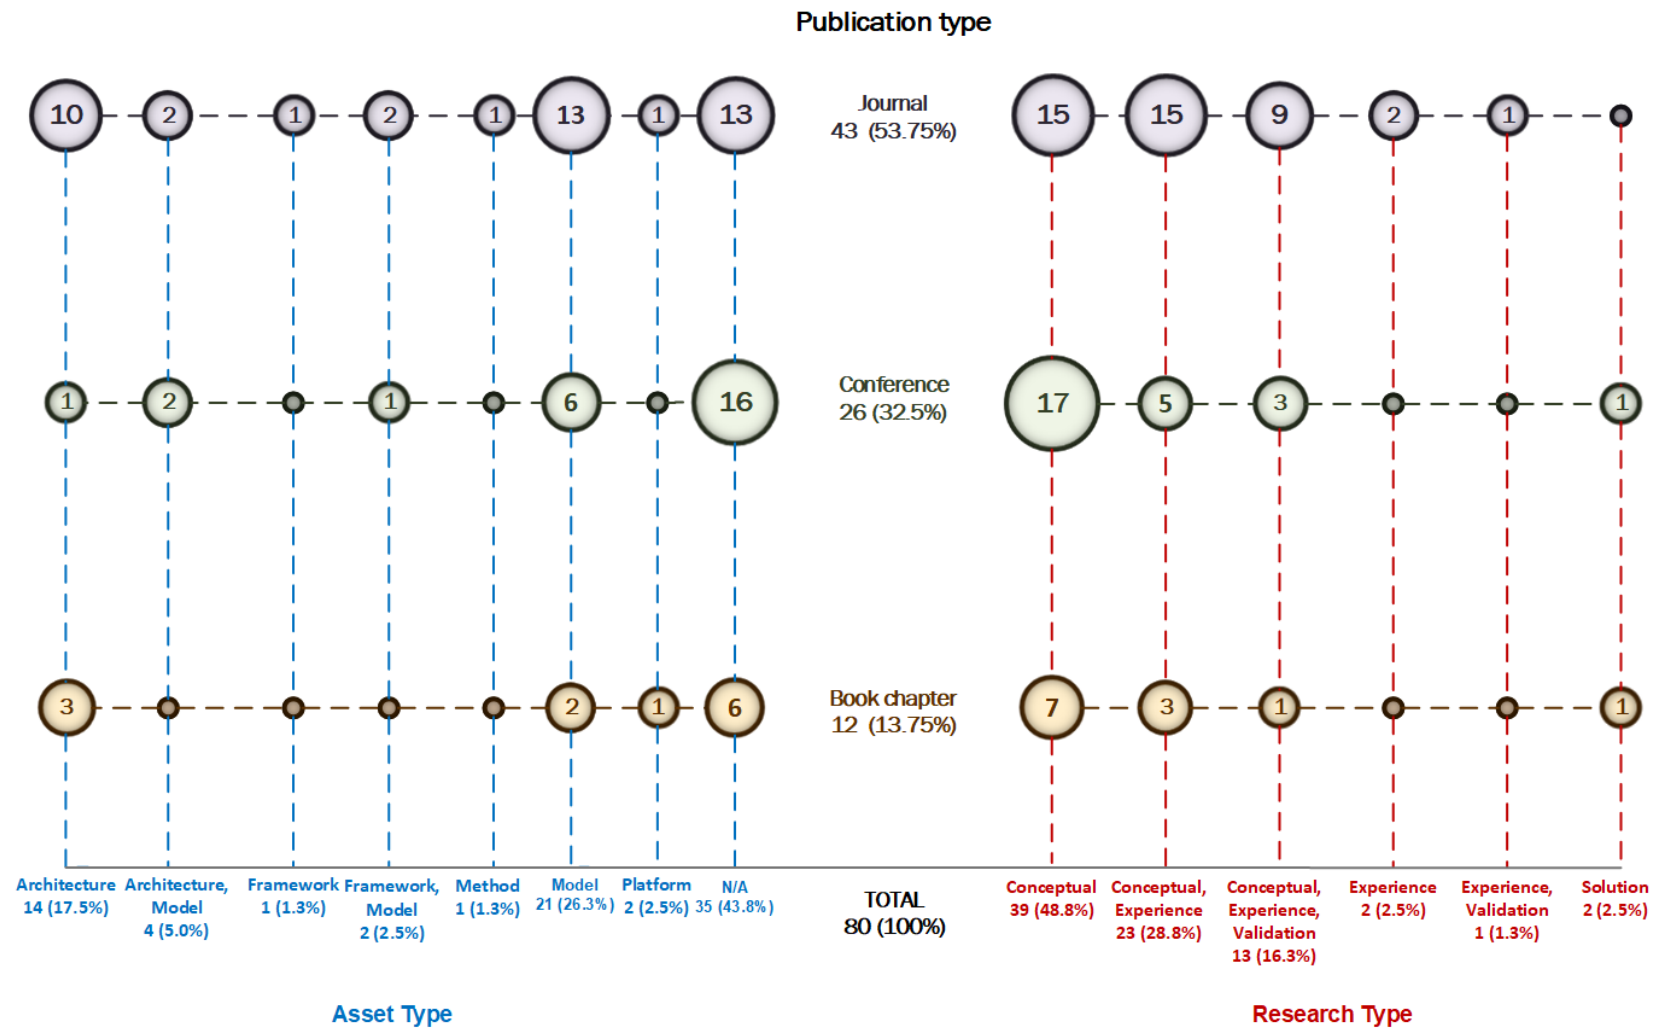 Publication type
10 2 1 2 1 13 1 13
Journal
43 (53.75%)
15 15 9 2 1
1 2 1 6 16
Conference
26 (32.5%)
17 5 3 1
3 2 1 6
Book chapter
12 (13.75%)
7 3 1 1
Architecture
14 (17.5%)
Architecture,
Model
4 (5.0%)
Framework
1 (1.3%)
Framework,
Model
2 (2.5%)
Method
1 (1.3%)
Model
21 (26.3%)
Platform
2 (2.5%)
N/A
35 (43.8%)
TOTAL
80 (100%)
Conceptual
39 (48.8%)
Conceptual,
Experience
23 (28.8%)
Conceptual,
Experience,
Validation
13 (16.3%)
Experience
2 (2.5%)
Experience,
Validation
1 (1.3%)
Solution
2 (2.5%)
Asset Type
Research Type